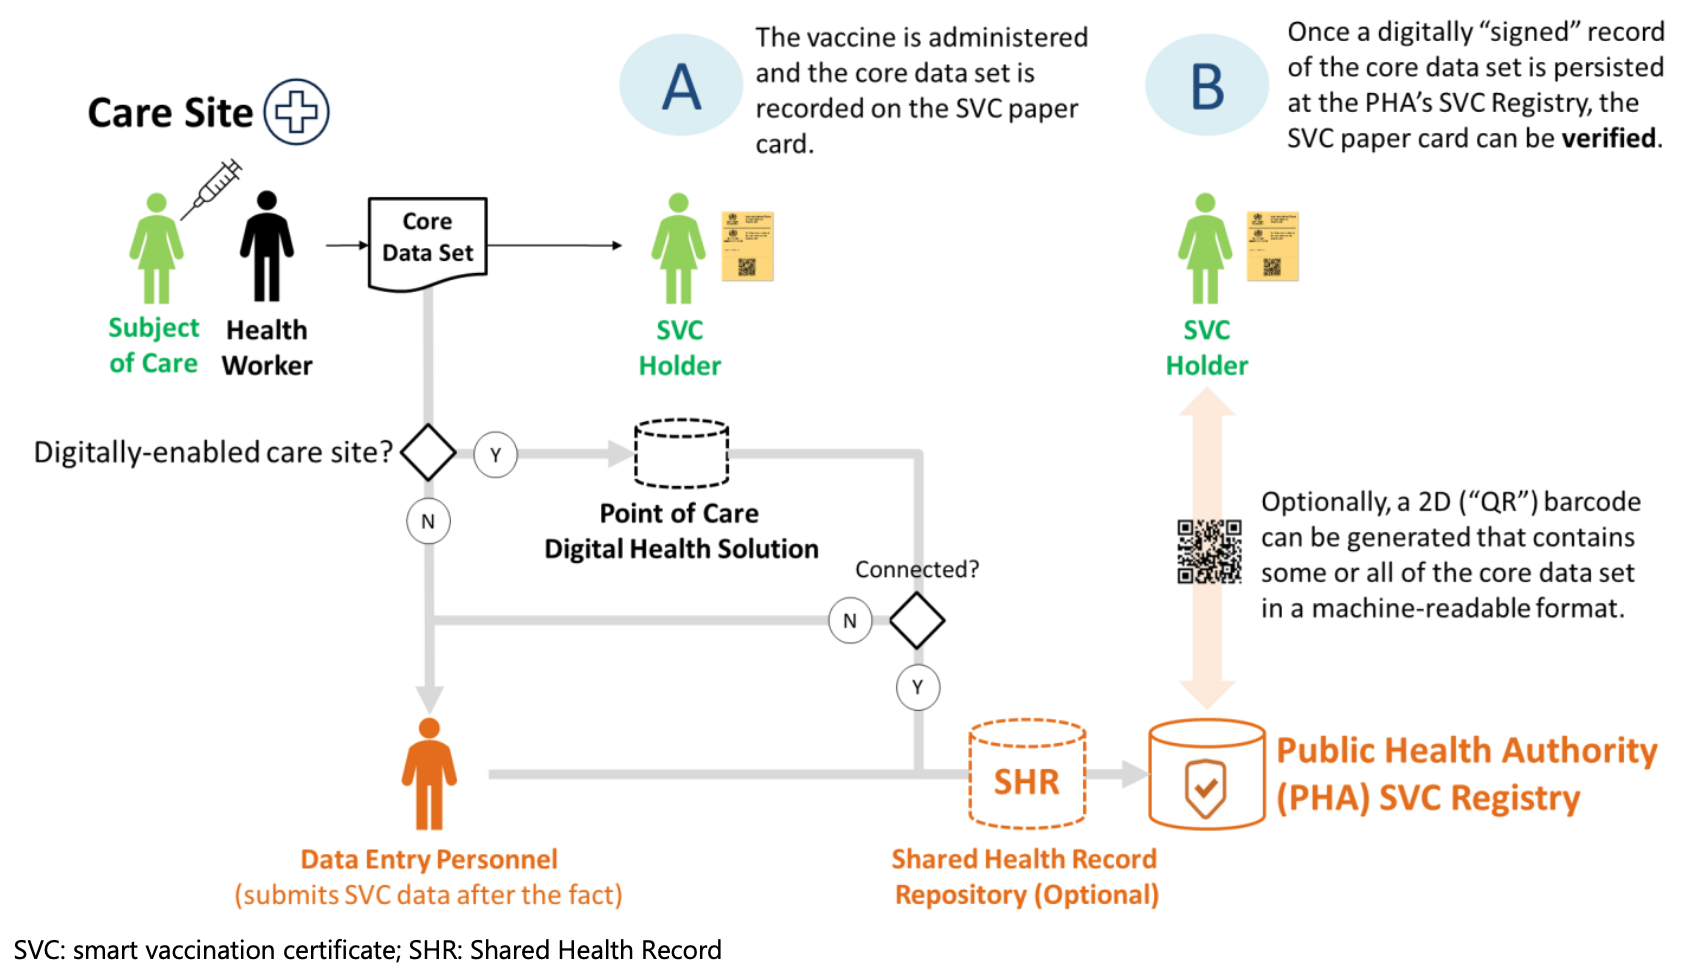 Care Site
A
The vaccine is administered
and the core data set is
recorded on the SVC paper
card.
B
Once a digitally “signed” record
of the core data set is persisted
at the PHA’s SVC Registry, the
SVC paper card can be verified.
Core
Data Set
Subject
of Care
Health
Worker
SVC
Holder
SVC
Holder
Digitally-enabled care site?
Y
N
Point of Care
Digital Health Solution
Connected?
N
Y
Optionally, a 2D (“QR”) barcode
can be generated that contains
some or all of the core data set
in a machine-readable format.
SHR
Public Health Authority
(PHA) SVC Registry
Data Entry Personnel
(submits SVC data after the fact)
Shared Health Record
Repository (Optional)
SVC: smart vaccination certificate; SHR: Shared Health Record